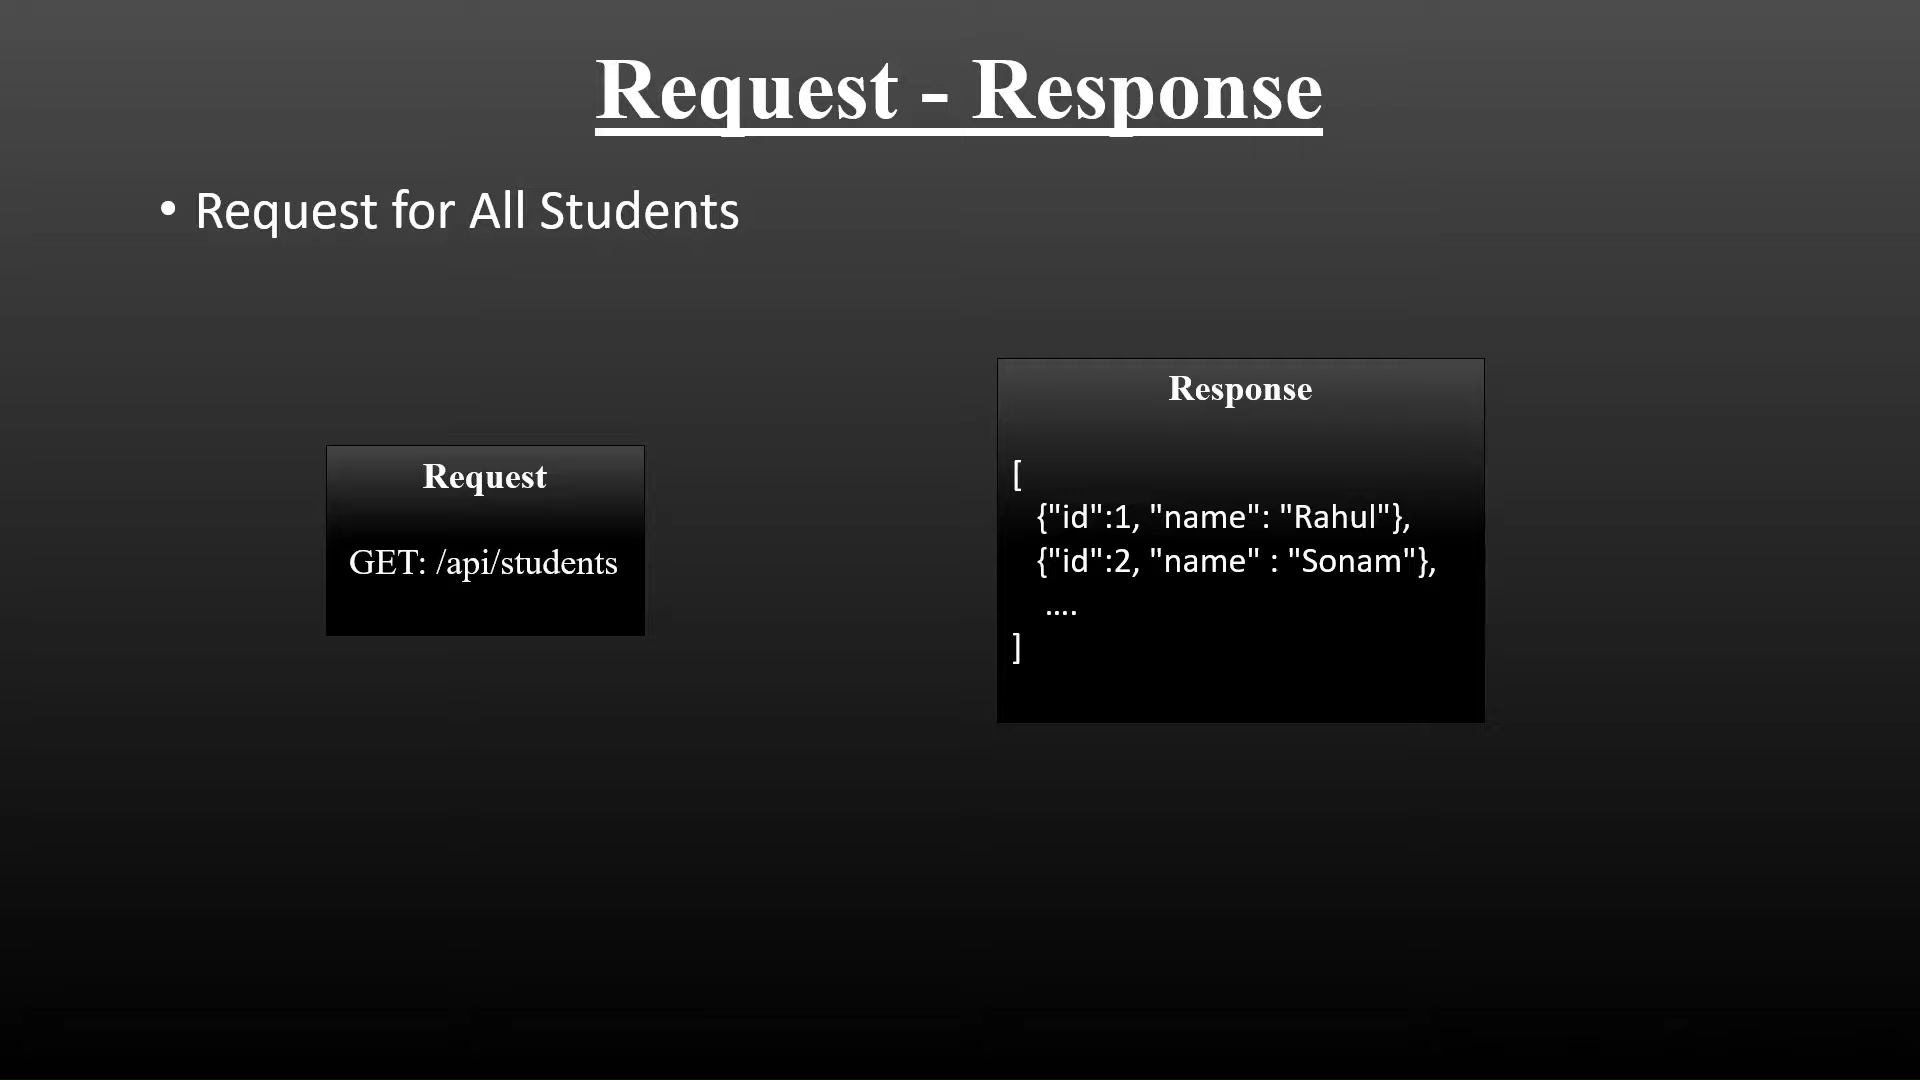 Request - Response
• Request for All Students
Request
GET: /api/students
Response
[
{"id":1, "name": "Rahul"},
{"id":2, "name" : "Sonam"},
....
]